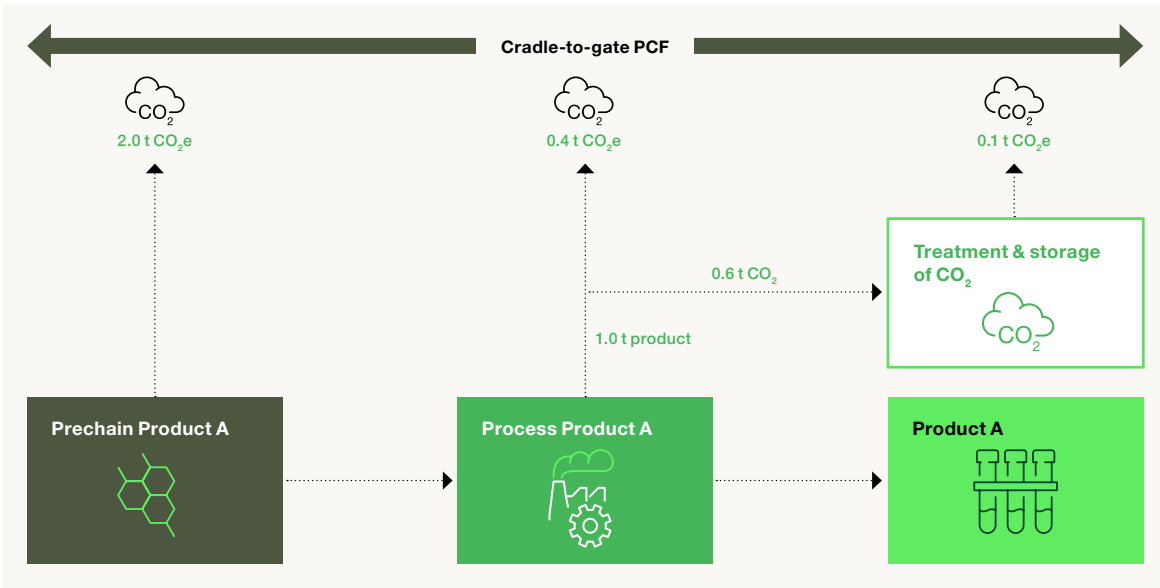 Cradle-to-gate PCF
CO₂
CO₂
CO₂
2.0 t CO₂e
0.4 t CO₂e
0.1 t CO₂e
Treatment & storage
of CO₂
0.6 t CO₂
CO₂
1.0 t product
Prechain Product A
Process Product A
Product A